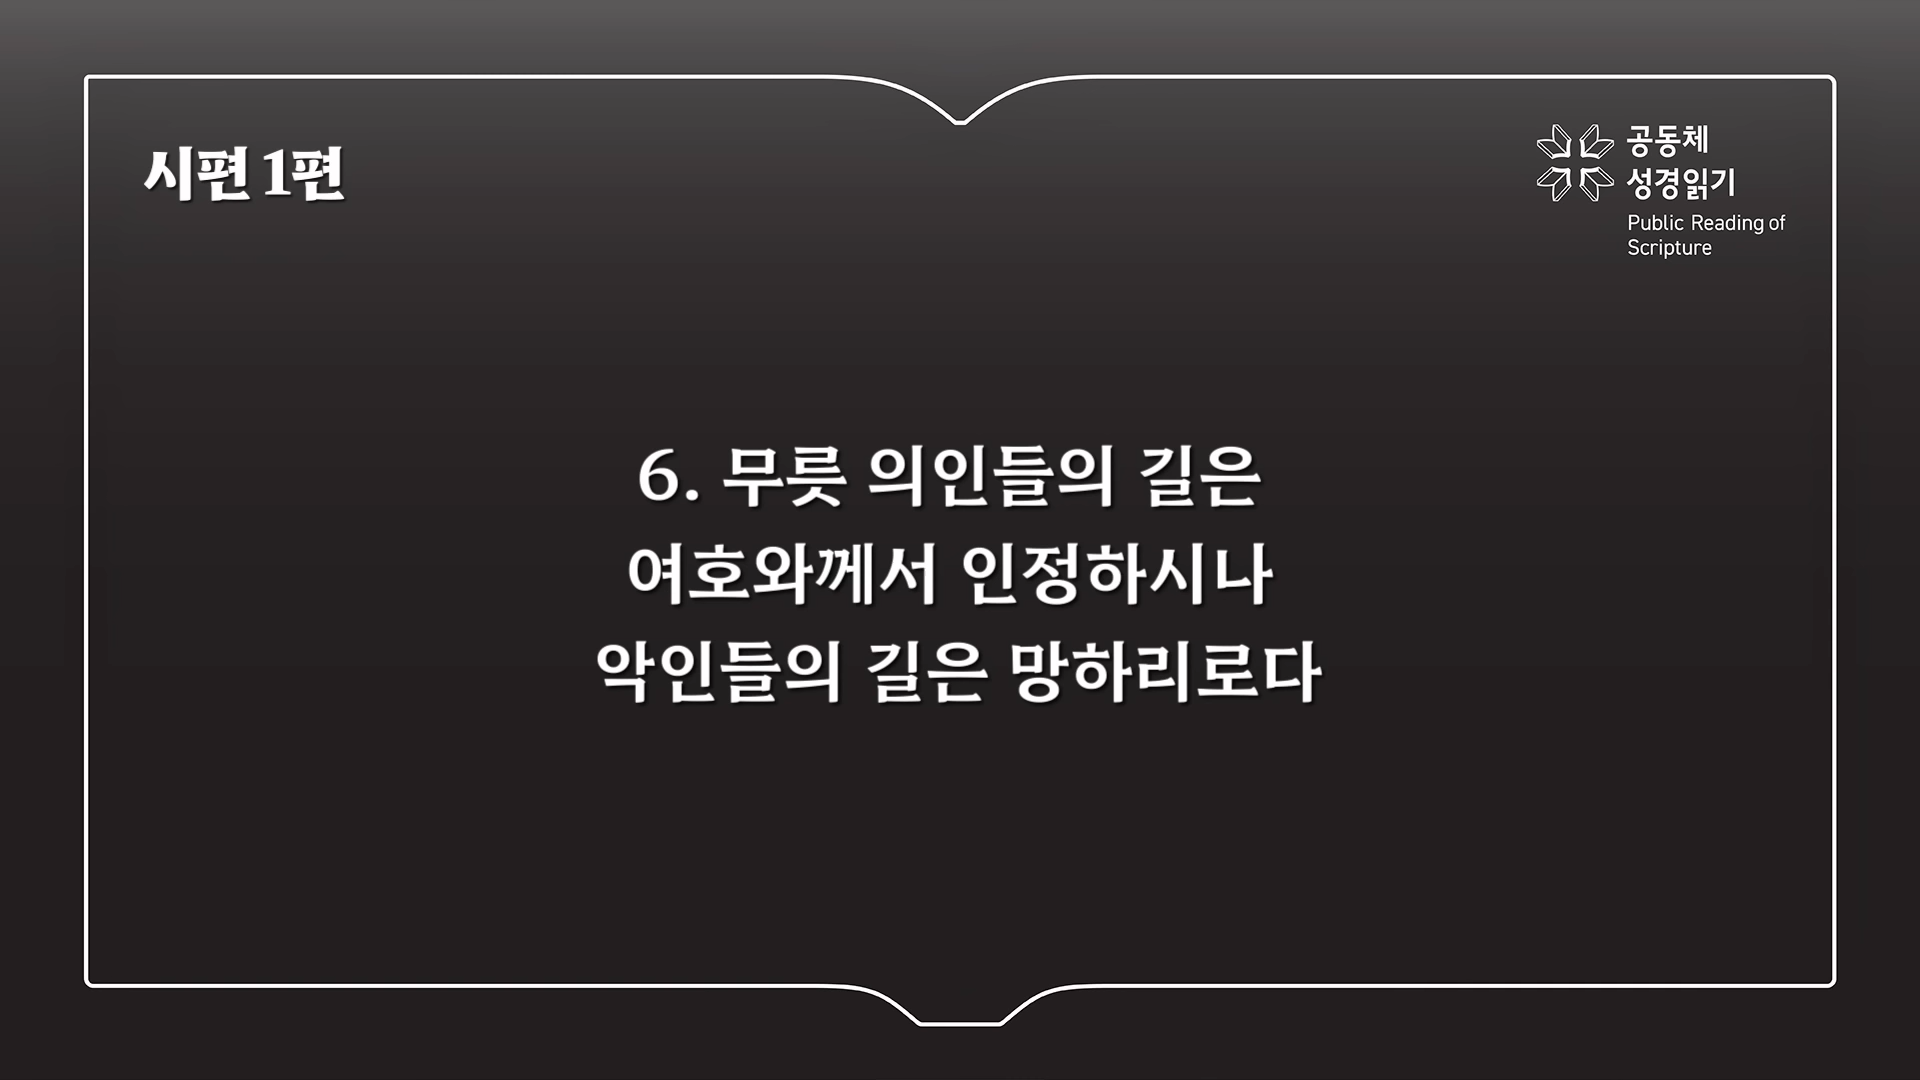 시편 1편
공동체
성경읽기
Public Reading of
Scripture
6. 무릇 의인들의 길은
여호와께서 인정하시나
악인들의 길은 망하리로다